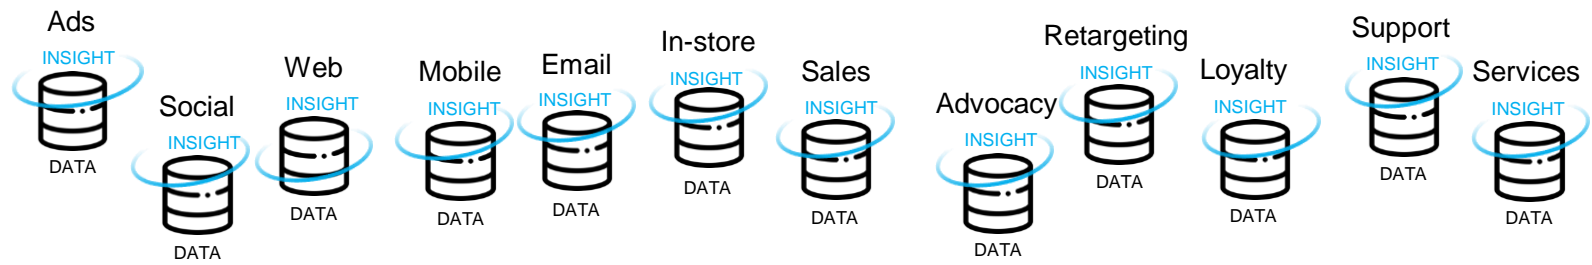 Ads
INSIGHT
DATA
Social
INSIGHT
DATA
Web
INSIGHT
DATA
Mobile
INSIGHT
DATA
Email
INSIGHT
DATA
In-store
INSIGHT
DATA
Sales
INSIGHT
DATA
Advocacy
INSIGHT
DATA
Retargeting
INSIGHT
DATA
Loyalty
INSIGHT
DATA
Support
INSIGHT
DATA
Services
INSIGHT
DATA